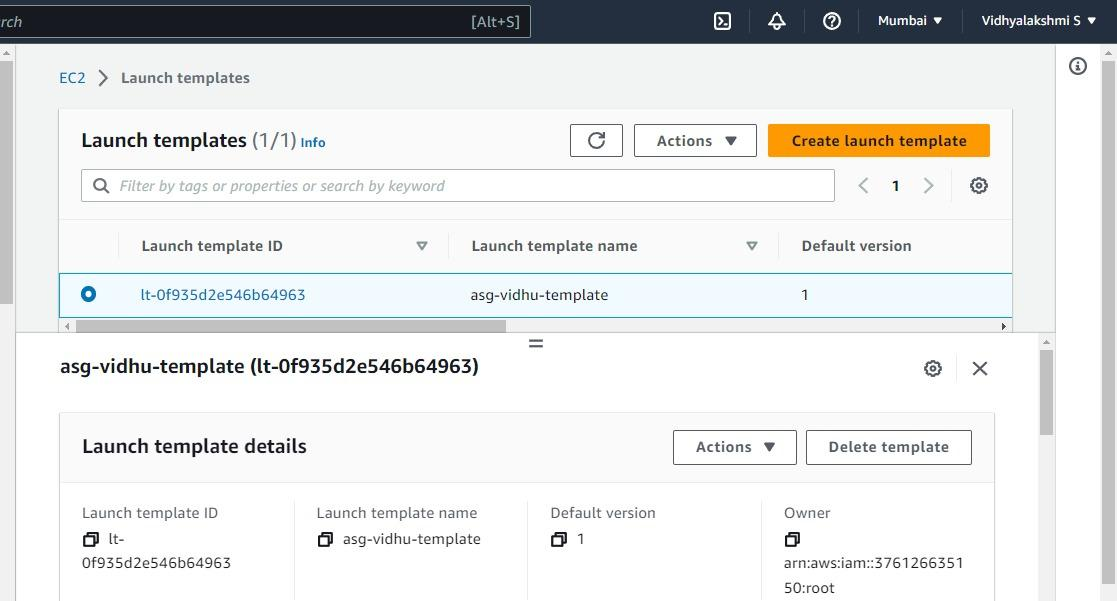 rch [Alt+S] Mumbai Vidhyalakshmi S
EC2 Launch templates
Launch templates (1/1) Info Actions Create launch template
Filter by tags or properties or search by keyword 1
Launch template ID Launch template name Default version
lt-0f935d2e546b64963 asg-vidhu-template 1
asg-vidhu-template (lt-0f935d2e546b64963)
Launch template details Actions Delete template
Launch template ID Launch template name Default version Owner
lt- asg-vidhu-template 1
0f935d2e546b64963 arn:aws:iam::3761266351
50:root